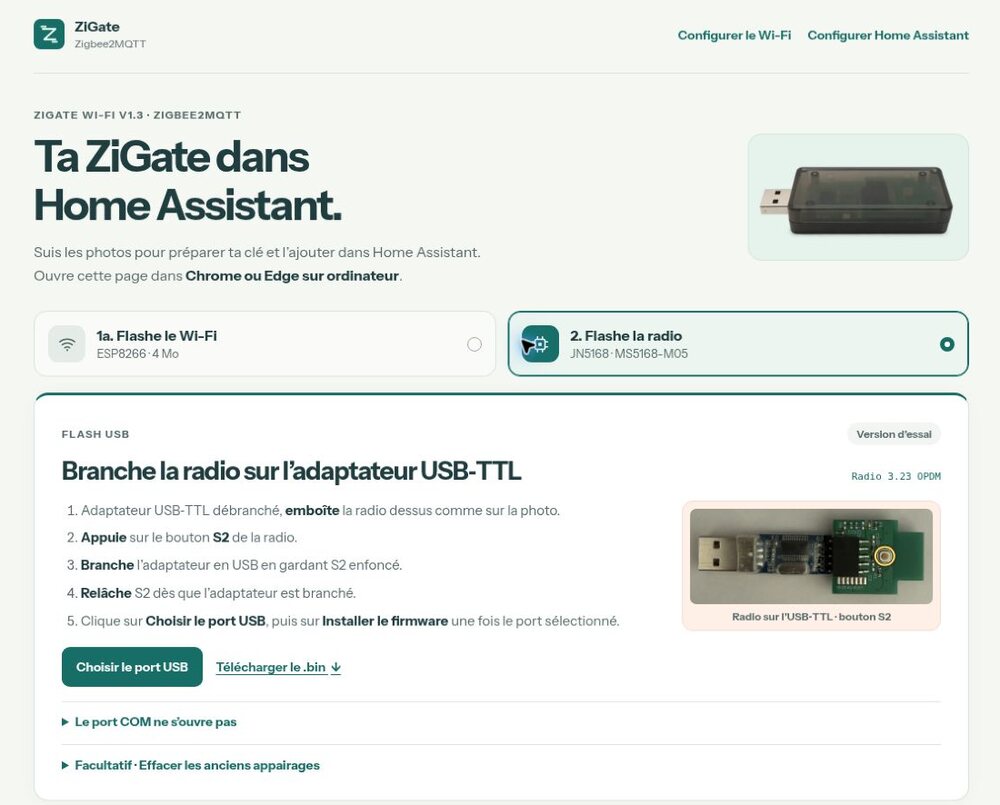 ZiGate
Zigbee2MQTT
Configurer le Wi-Fi
Configurer Home Assistant
ZIGATE WI-FI V1.3 · ZIGBEE2MQTT
Ta ZiGate dans
Home Assistant.
Suis les photos pour préparer ta clé et l’ajouter dans Home Assistant.
Ouvre cette page dans Chrome ou Edge sur ordinateur.
1a. Flashe le Wi-Fi
ESP8266 · 4 Mo
2. Flashe la radio
JN5168 · MS5168-M05
FLASH USB
Version d’essai
Branche la radio sur l’adaptateur USB-TTL
Radio 3.23 OPDM
1. Adaptateur USB-TTL débranché, emboîte la radio dessus comme sur la photo.
2. Appuie sur le bouton S2 de la radio.
3. Branche l’adaptateur en USB en gardant S2 enfoncé.
4. Relâche S2 dès que l’adaptateur est branché.
5. Clique sur Choisir le port USB, puis sur Installer le firmware une fois le port sélectionné.
Radio sur l’USB-TTL · bouton S2
Choisir le port USB
Télécharger le .bin ↓
Le port COM ne s’ouvre pas
Facultatif · Effacer les anciens appairages